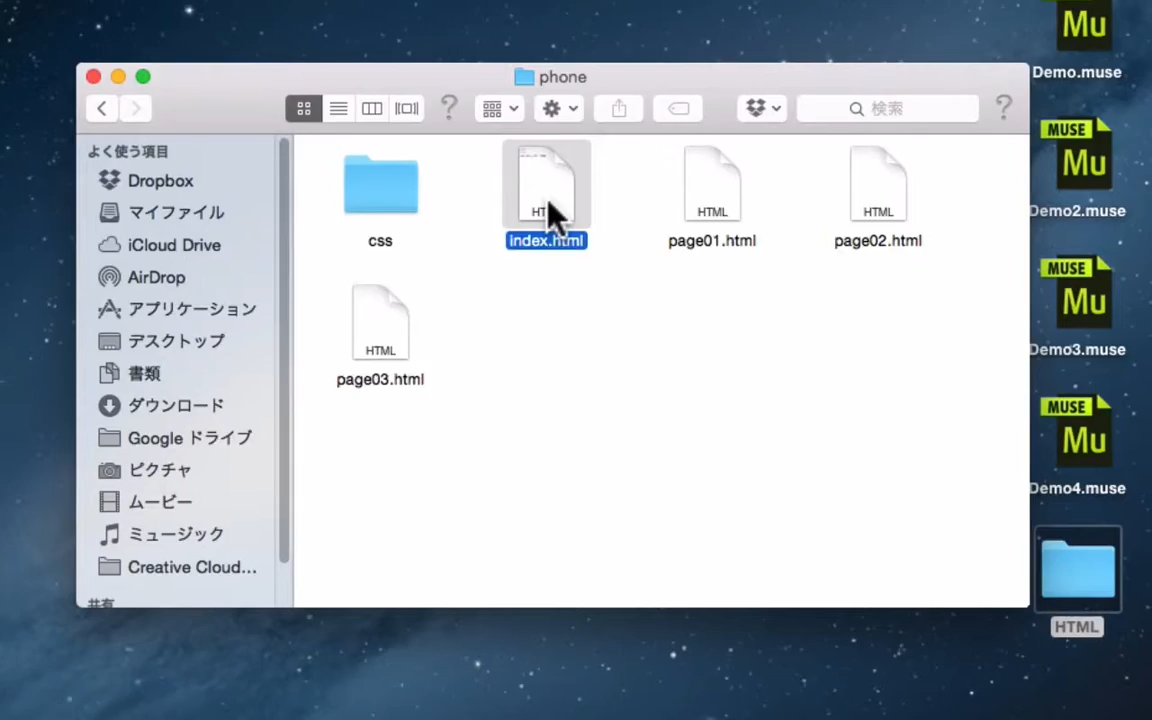 phone
検索
よく使う項目
Dropbox
マイファイル
iCloud Drive
AirDrop
アプリケーション
デスクトップ
書類
ダウンロード
Google ドライブ
ピクチャ
ムービー
ミュージック
Creative Cloud...
共有
css
index.html
HTML
page01.html
HTML
page02.html
HTML
page03.html
Mu
Demo.muse
MUSE
Mu
Demo2.muse
MUSE
Mu
Demo3.muse
MUSE
Mu
Demo4.muse
HTML